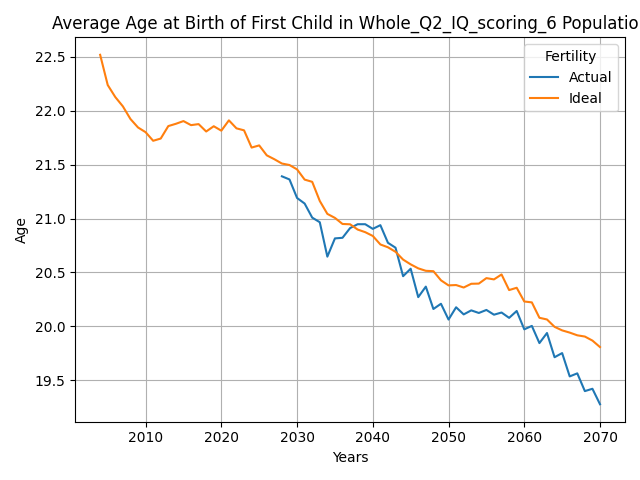 Average Age at Birth of First Child in Whole_Q2_IQ_scoring_6 Populatio
Fertility
Actual
Ideal
22.5
22.0
21.5
21.0
20.5
20.0
19.5
Age
2010 2020 2030 2040 2050 2060 2070
Years